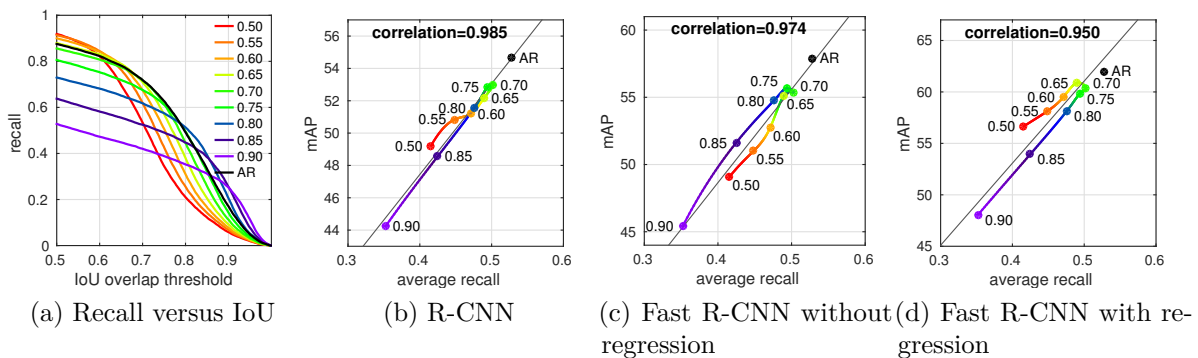 1
0.8
0.6
0.4
0.2
0
0.5 0.6 0.7 0.8 0.9
recall
IoU overlap threshold
0.50
0.55
0.60
0.65
0.70
0.75
0.80
0.85
0.90
AR
(a) Recall versus IoU
56
54
52
50
48
46
44
0.3 0.4 0.5 0.6
mAP
average recall
correlation=0.985
AR
0.75
0.70
0.65
0.80
0.60
0.50
0.85
0.90
(b) R-CNN
60
55
50
45
0.3 0.4 0.5 0.6
mAP
average recall
correlation=0.974
AR
0.75
0.70
0.80
0.65
0.60
0.85
0.55
0.50
0.90
(c) Fast R-CNN without
regression
65
60
55
50
45
0.3 0.4 0.5 0.6
mAP
average recall
correlation=0.950
AR
0.65
0.70
0.60
0.75
0.55
0.80
0.50
0.85
0.90
(d) Fast R-CNN with re-
gression